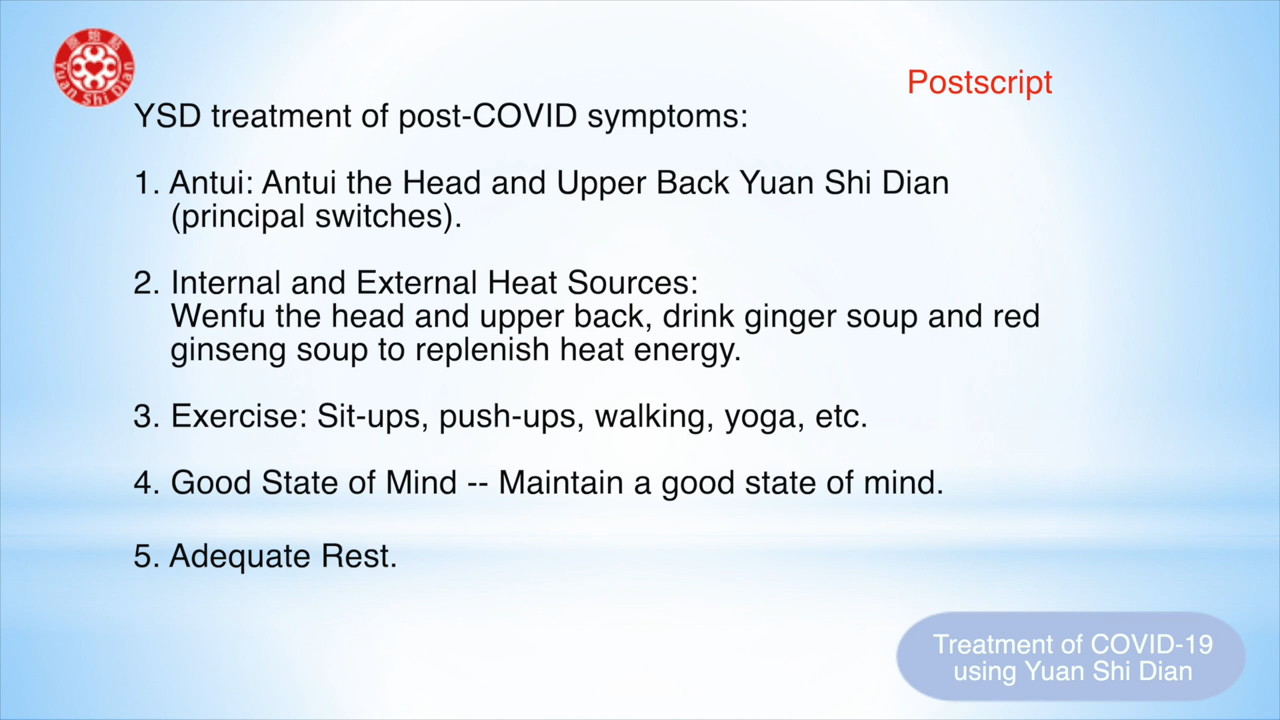 原始點
Yuan Shi Dian
Postscript
YSD treatment of post-COVID symptoms:
1. Antui: Antui the Head and Upper Back Yuan Shi Dian
(principal switches).
2. Internal and External Heat Sources:
Wenfu the head and upper back, drink ginger soup and red
ginseng soup to replenish heat energy.
3. Exercise: Sit-ups, push-ups, walking, yoga, etc.
4. Good State of Mind -- Maintain a good state of mind.
5. Adequate Rest.
Treatment of COVID-19
using Yuan Shi Dian